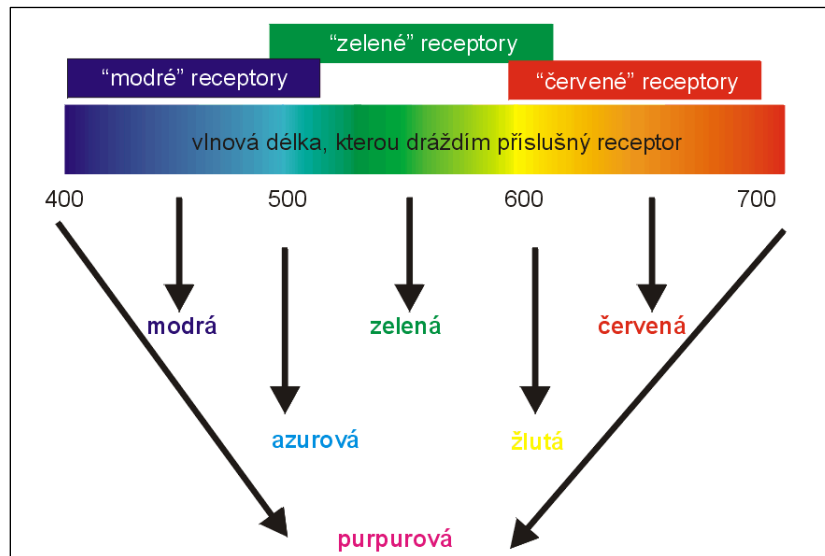 “zelené” receptory
“modré” receptory
“červené” receptory
vlnová délka, kterou dráždím příslušný receptor
400 500 600 700
modrá zelená červená
azurová žlutá
purpurová